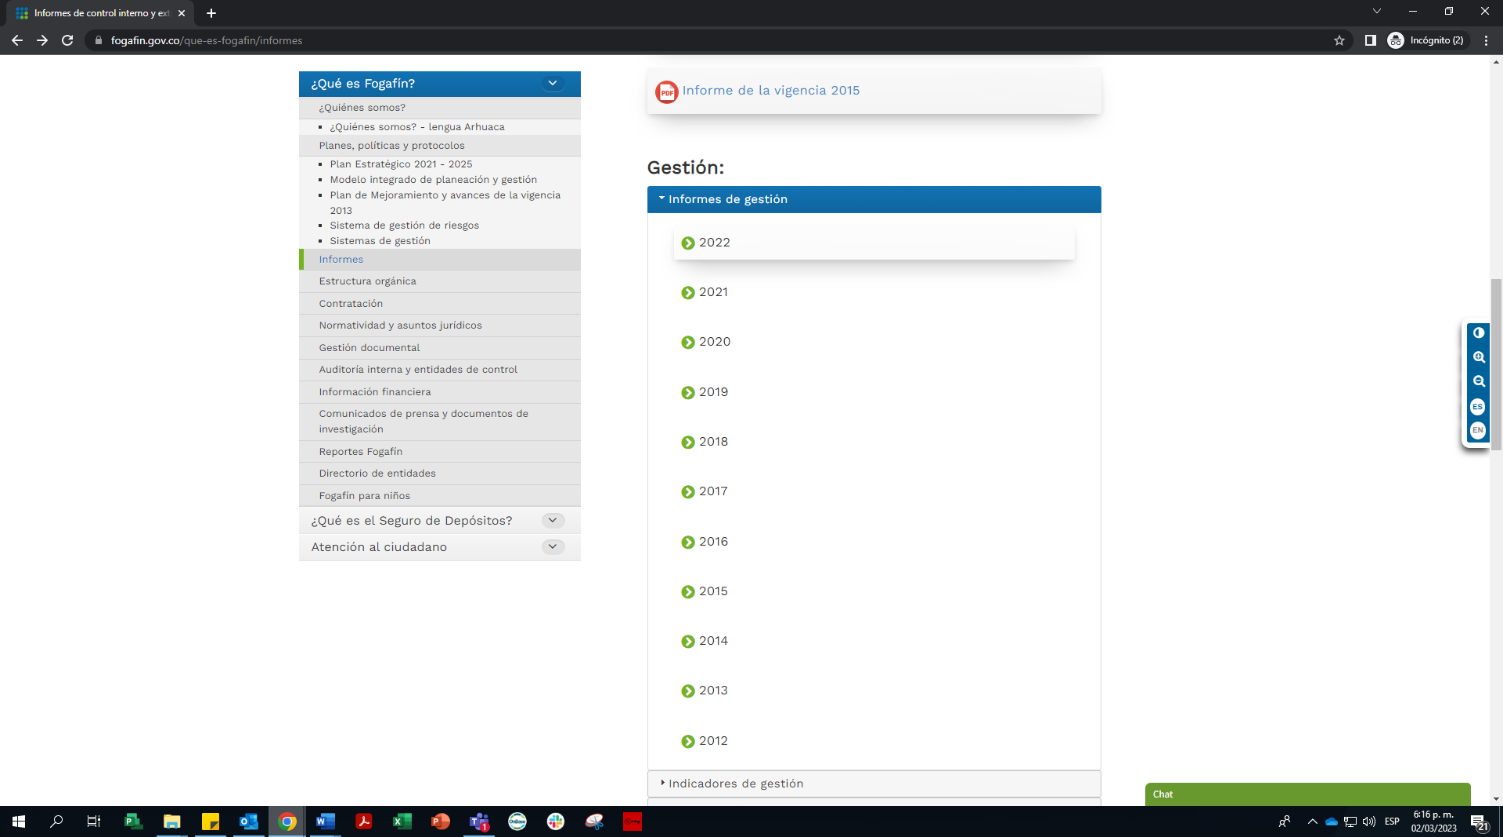 Informes de control interno y ext
fogafin.gov.co/que-es-fogafin/informes
Incógnito (2)
¿Qué es Fogafín?
¿Quiénes somos?
¿Quiénes somos? - lengua Arhuaca
Planes, políticas y protocolos
Plan Estratégico 2021 - 2025
Modelo integrado de planeación y gestión
Plan de Mejoramiento y avances de la vigencia
2013
Sistema de gestión de riesgos
Sistemas de gestión
Informes
Estructura orgánica
Contratación
Normatividad y asuntos jurídicos
Gestión documental
Auditoría interna y entidades de control
Información financiera
Comunicados de prensa y documentos de
investigación
Reportes Fogafín
Directorio de entidades
Fogafín para niños
¿Qué es el Seguro de Depósitos?
Atención al ciudadano
PDF Informe de la vigencia 2015
Gestión:
Informes de gestión
2022
2021
2020
2019
2018
2017
2016
2015
2014
2013
2012
Indicadores de gestión
ES
EN
Chat
ESP
6:16 p. m.
02/03/2023
21